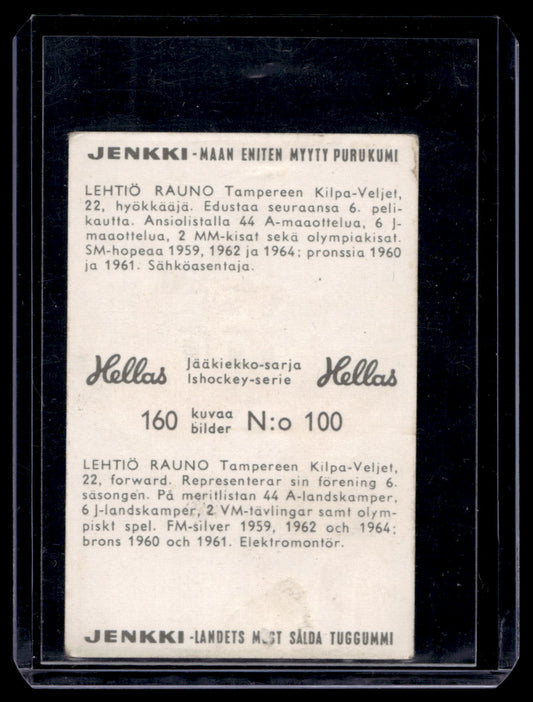 JENKKI - MAAN ENITEN MYYTY PURUKUMI
LEHTIÖ RAUNO Tampereen Kilpa-Veljet,
22, hyökkääjä. Edustaa seuraansa 6. peli-
kautta. Ansiolistalla 44 A-maaottelua, 6 J-
maaottelua, 2 MM-kisat sekä olympiakisat.
SM-hopeaa 1959, 1962 ja 1964; pronssia 1960
ja 1961. Sähköasentaja.
Hellas Jääkiekko-sarja Hellas
Ishockey-serie
160 kuvaa N:o 100
bilder
LEHTIÖ RAUNO Tampereen Kilpa-Veljet,
22, forward. Representerar sin förening 6.
säsongen. På meritlistan 44 A-landskamper,
6 J-landskamper, 2 VM-tävlingar samt olym-
piskt spel. FM-silver 1959, 1962 och 1964;
brons 1960 och 1961. Elektromontör.
JENKKI - LANDETS SÅLDA TUGGUMMI